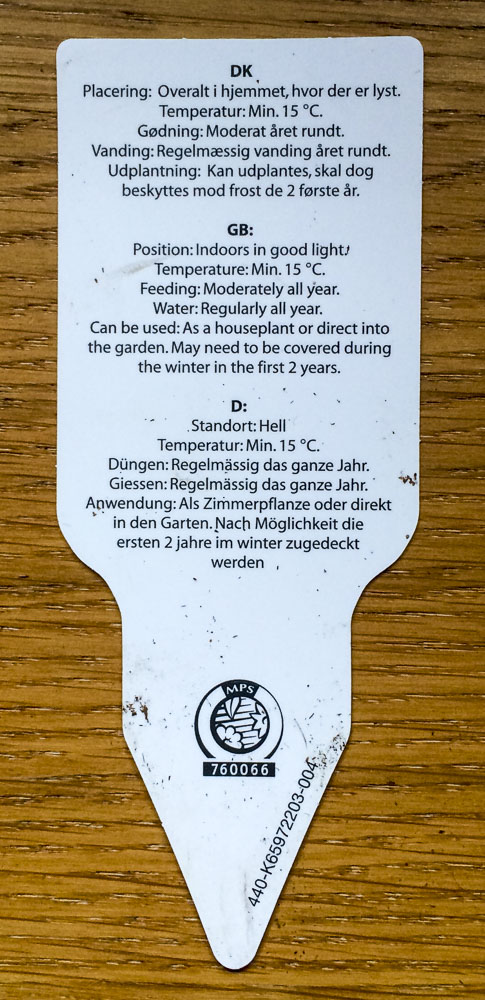 DK
Placering: Overalt i hjemmet, hvor der er lyst.
Temperatur: Min. 15 °C.
Gødning: Moderat året rundt.
Vanding: Regelmæssig vanding året rundt.
Udplantning: Kan udplantes, skal dog
beskyttes mod frost de 2 første år.
GB:
Position: Indoors in good light.
Temperature: Min. 15 °C.
Feeding: Moderately all year.
Water: Regularly all year.
Can be used: As a houseplant or direct into
the garden. May need to be covered during
the winter in the first 2 years.
D:
Standort: Hell
Temperatur: Min. 15 °C.
Düngen: Regelmässig das ganze Jahr.
Giessen: Regelmässig das ganze Jahr.
Anwendung: Als Zimmerpflanze oder direkt
in den Garten. Nach Möglichkeit die
ersten 2 jahre im winter zugedeckt
werden
MPS
760066
440-K65972203-004